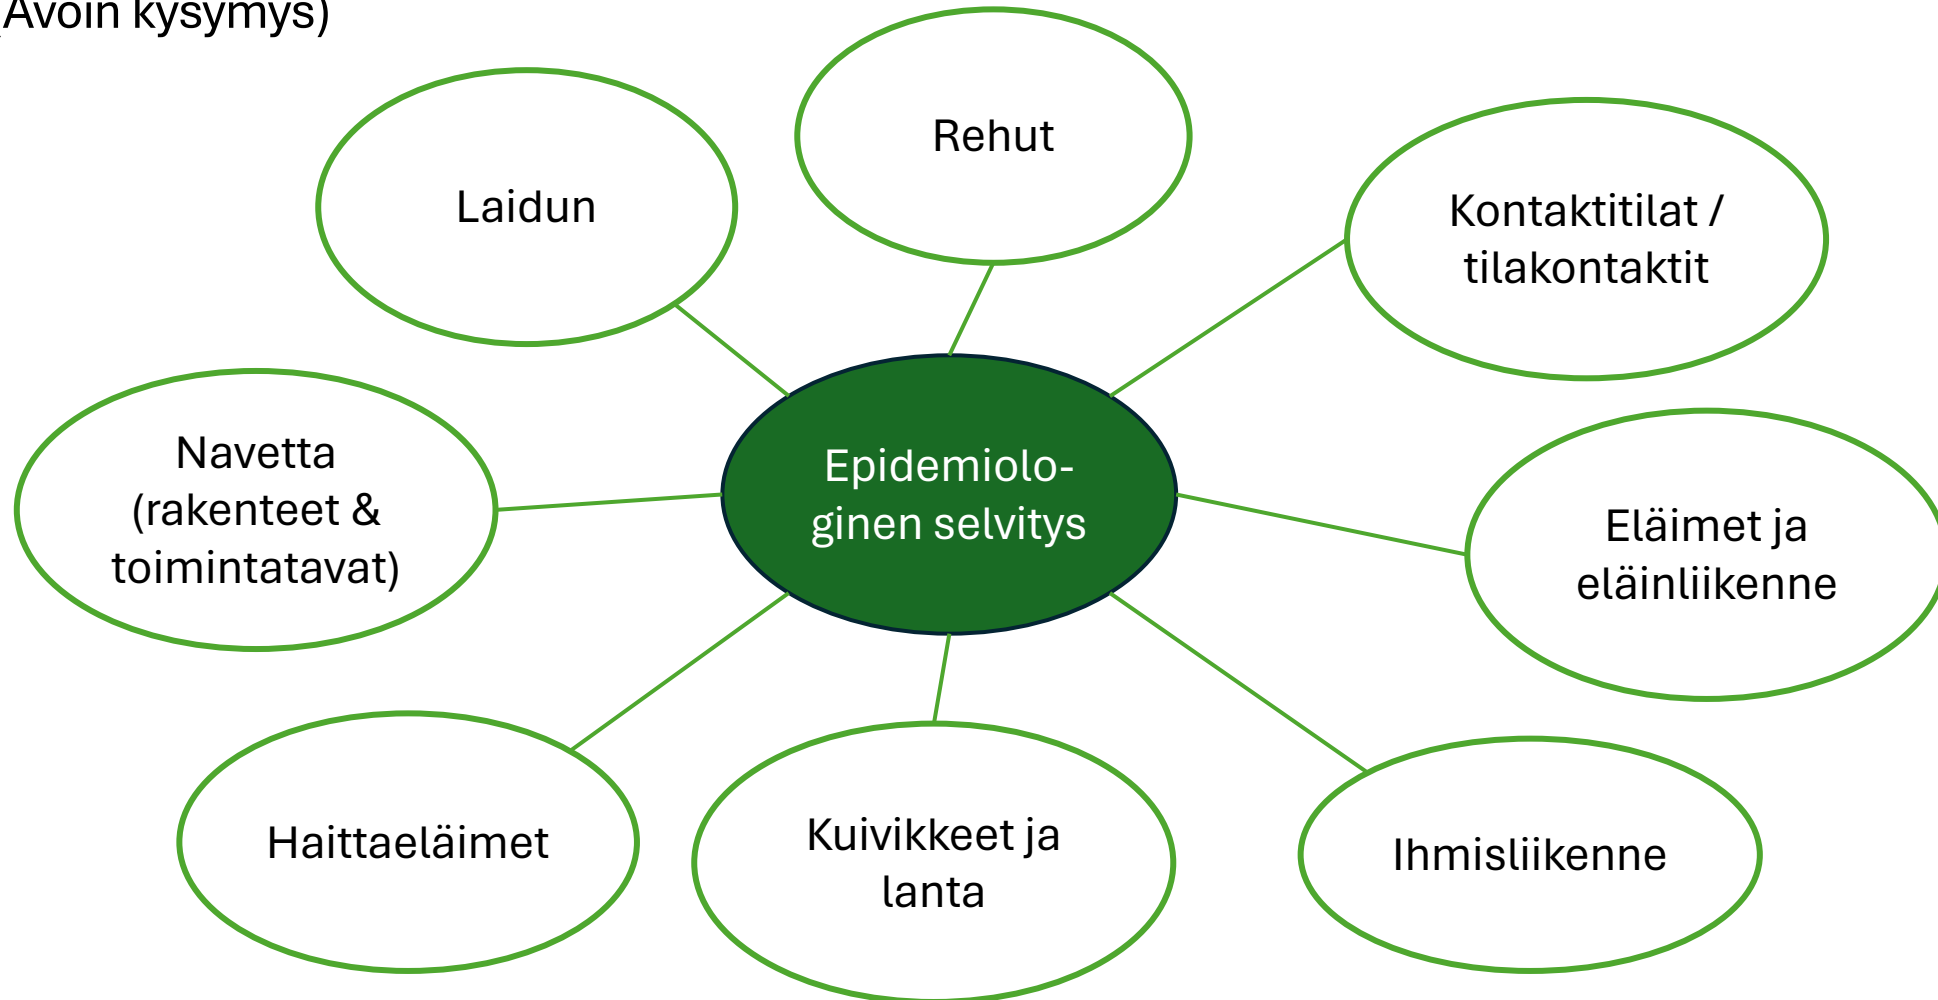 (Avoin kysymys)
Rehut
Laidun
Kontaktitilat /
tilakontaktit
Navetta
(rakenteet &
toimintatavat)
Epidemiolo-
ginen selvitys
Eläimet ja
eläinliikenne
Haittaeläimet
Kuivikkeet ja
lanta
Ihmisliikenne